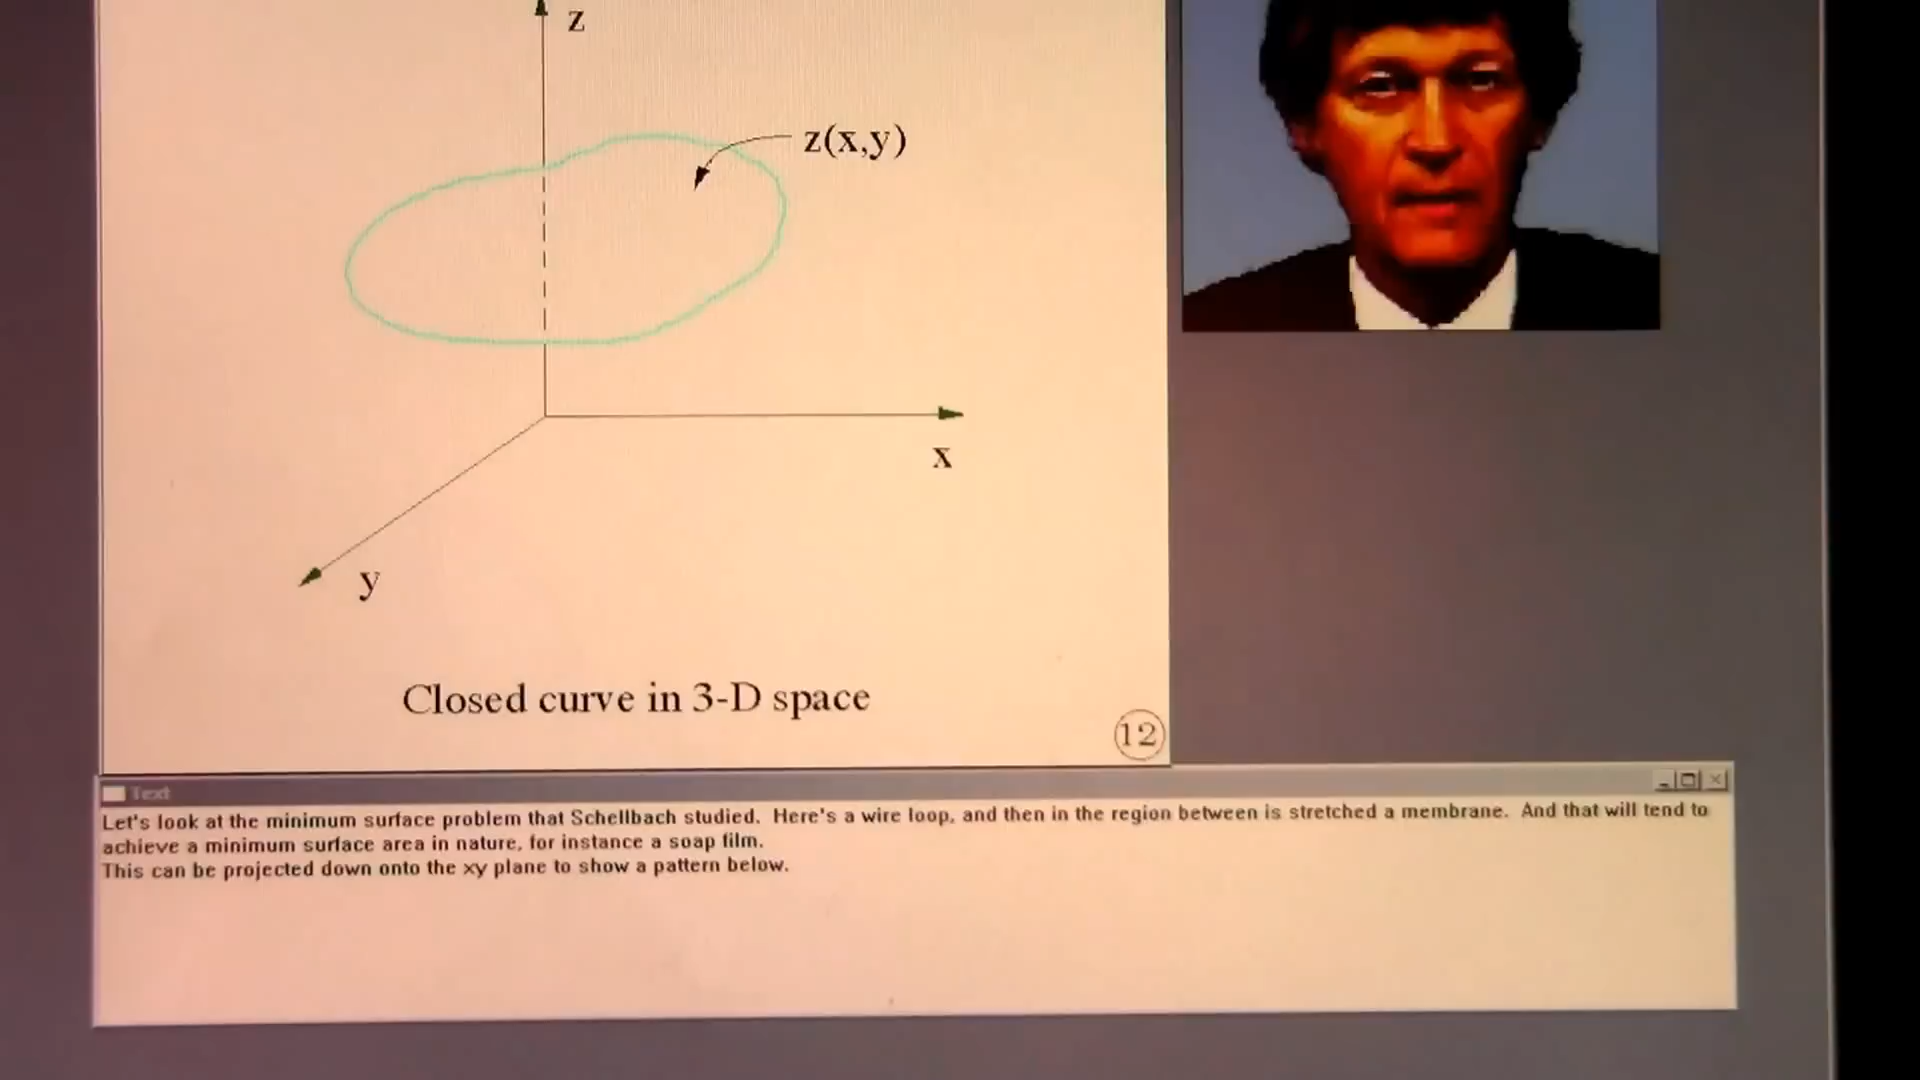 z
z(x,y)
x
y
Closed curve in 3-D space
12
Text
Let's look at the minimum surface problem that Schellbach studied.  Here's a wire loop, and then in the region between is stretched a membrane.  And that will tend to
achieve a minimum surface area in nature, for instance a soap film.
This can be projected down onto the xy plane to show a pattern below.